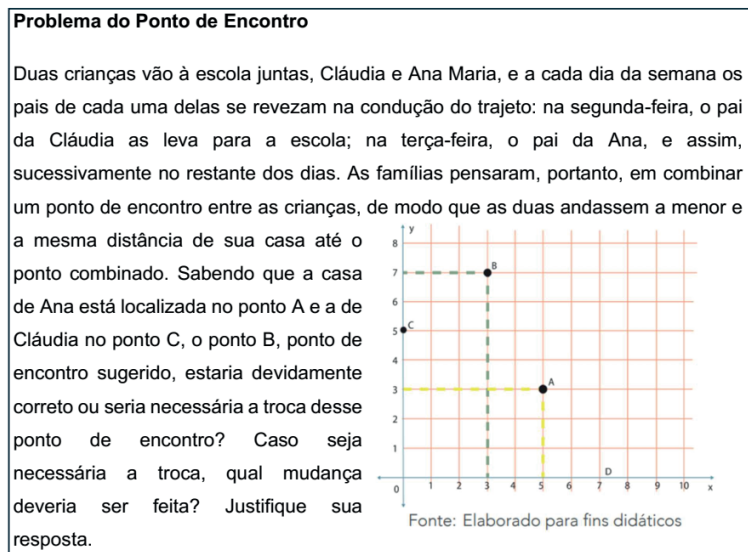 Problema do Ponto de Encontro
Duas crianças vão à escola juntas, Cláudia e Ana Maria, e a cada dia da semana os
pais de cada uma delas se revezam na condução do trajeto: na segunda-feira, o pai
da Cláudia as leva para a escola; na terça-feira, o pai da Ana, e assim,
sucessivamente no restante dos dias. As famílias pensaram, portanto, em combinar
um ponto de encontro entre as crianças, de modo que as duas andassem a menor e
a mesma distância de sua casa até o
ponto combinado. Sabendo que a casa
de Ana está localizada no ponto A e a de
Cláudia no ponto C, o ponto B, ponto de
encontro sugerido, estaria devidamente
correto ou seria necessária a troca desse
ponto de encontro? Caso seja
necessária a troca, qual mudança
deveria ser feita? Justifique sua
resposta.
y
8
7 B
6
5 C
4
3 A
2
1
D
0 1 2 3 4 5 6 7 8 9 10 x
Fonte: Elaborado para fins didáticos